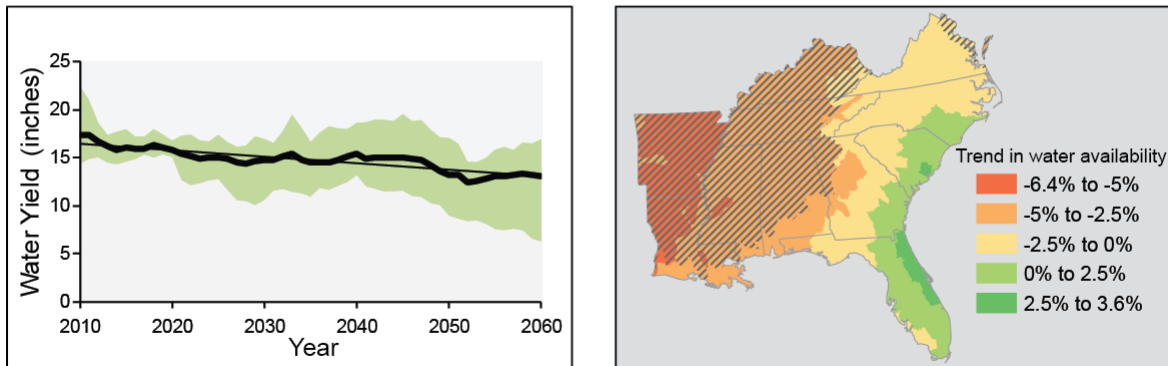 25
20
15
10
5
0
Water Yield (inches)
2010
2020
2030
2040
2050
2060
Year
Trend in water availability
-6.4% to -5%
-5% to -2.5%
-2.5% to 0%
0% to 2.5%
2.5% to 3.6%